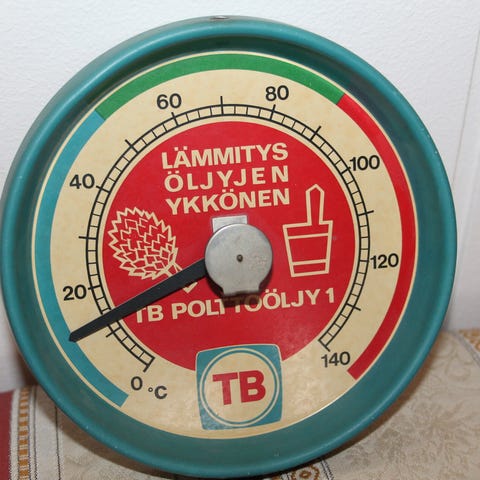 LÄMMITYS
ÖLJYJEN
YKKÖNEN
TB POLTTOÖLJY 1
0 °C
20
40
60
80
100
120
140
TB